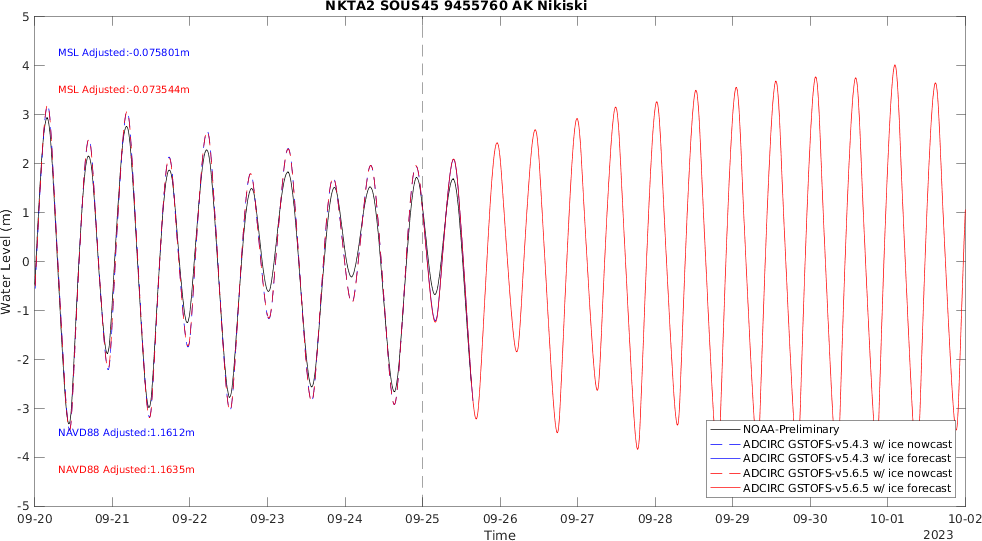 NKTA2 SOUS45 9455760 AK Nikiski
MSL Adjusted:-0.075801m
MSL Adjusted:-0.073544m
NAVD88 Adjusted:1.1612m
NAVD88 Adjusted:1.1635m
Water Level (m)
5
4
3
2
1
0
-1
-2
-3
-4
-5
NOAA-Preliminary
ADCIRC GSTOFS-v5.4.3 w/ ice nowcast
ADCIRC GSTOFS-v5.4.3 w/ ice forecast
ADCIRC GSTOFS-v5.6.5 w/ ice nowcast
ADCIRC GSTOFS-v5.6.5 w/ ice forecast
09-20 09-21 09-22 09-23 09-24 09-25 09-26 09-27 09-28 09-29 09-30 10-01 10-02
Time
2023